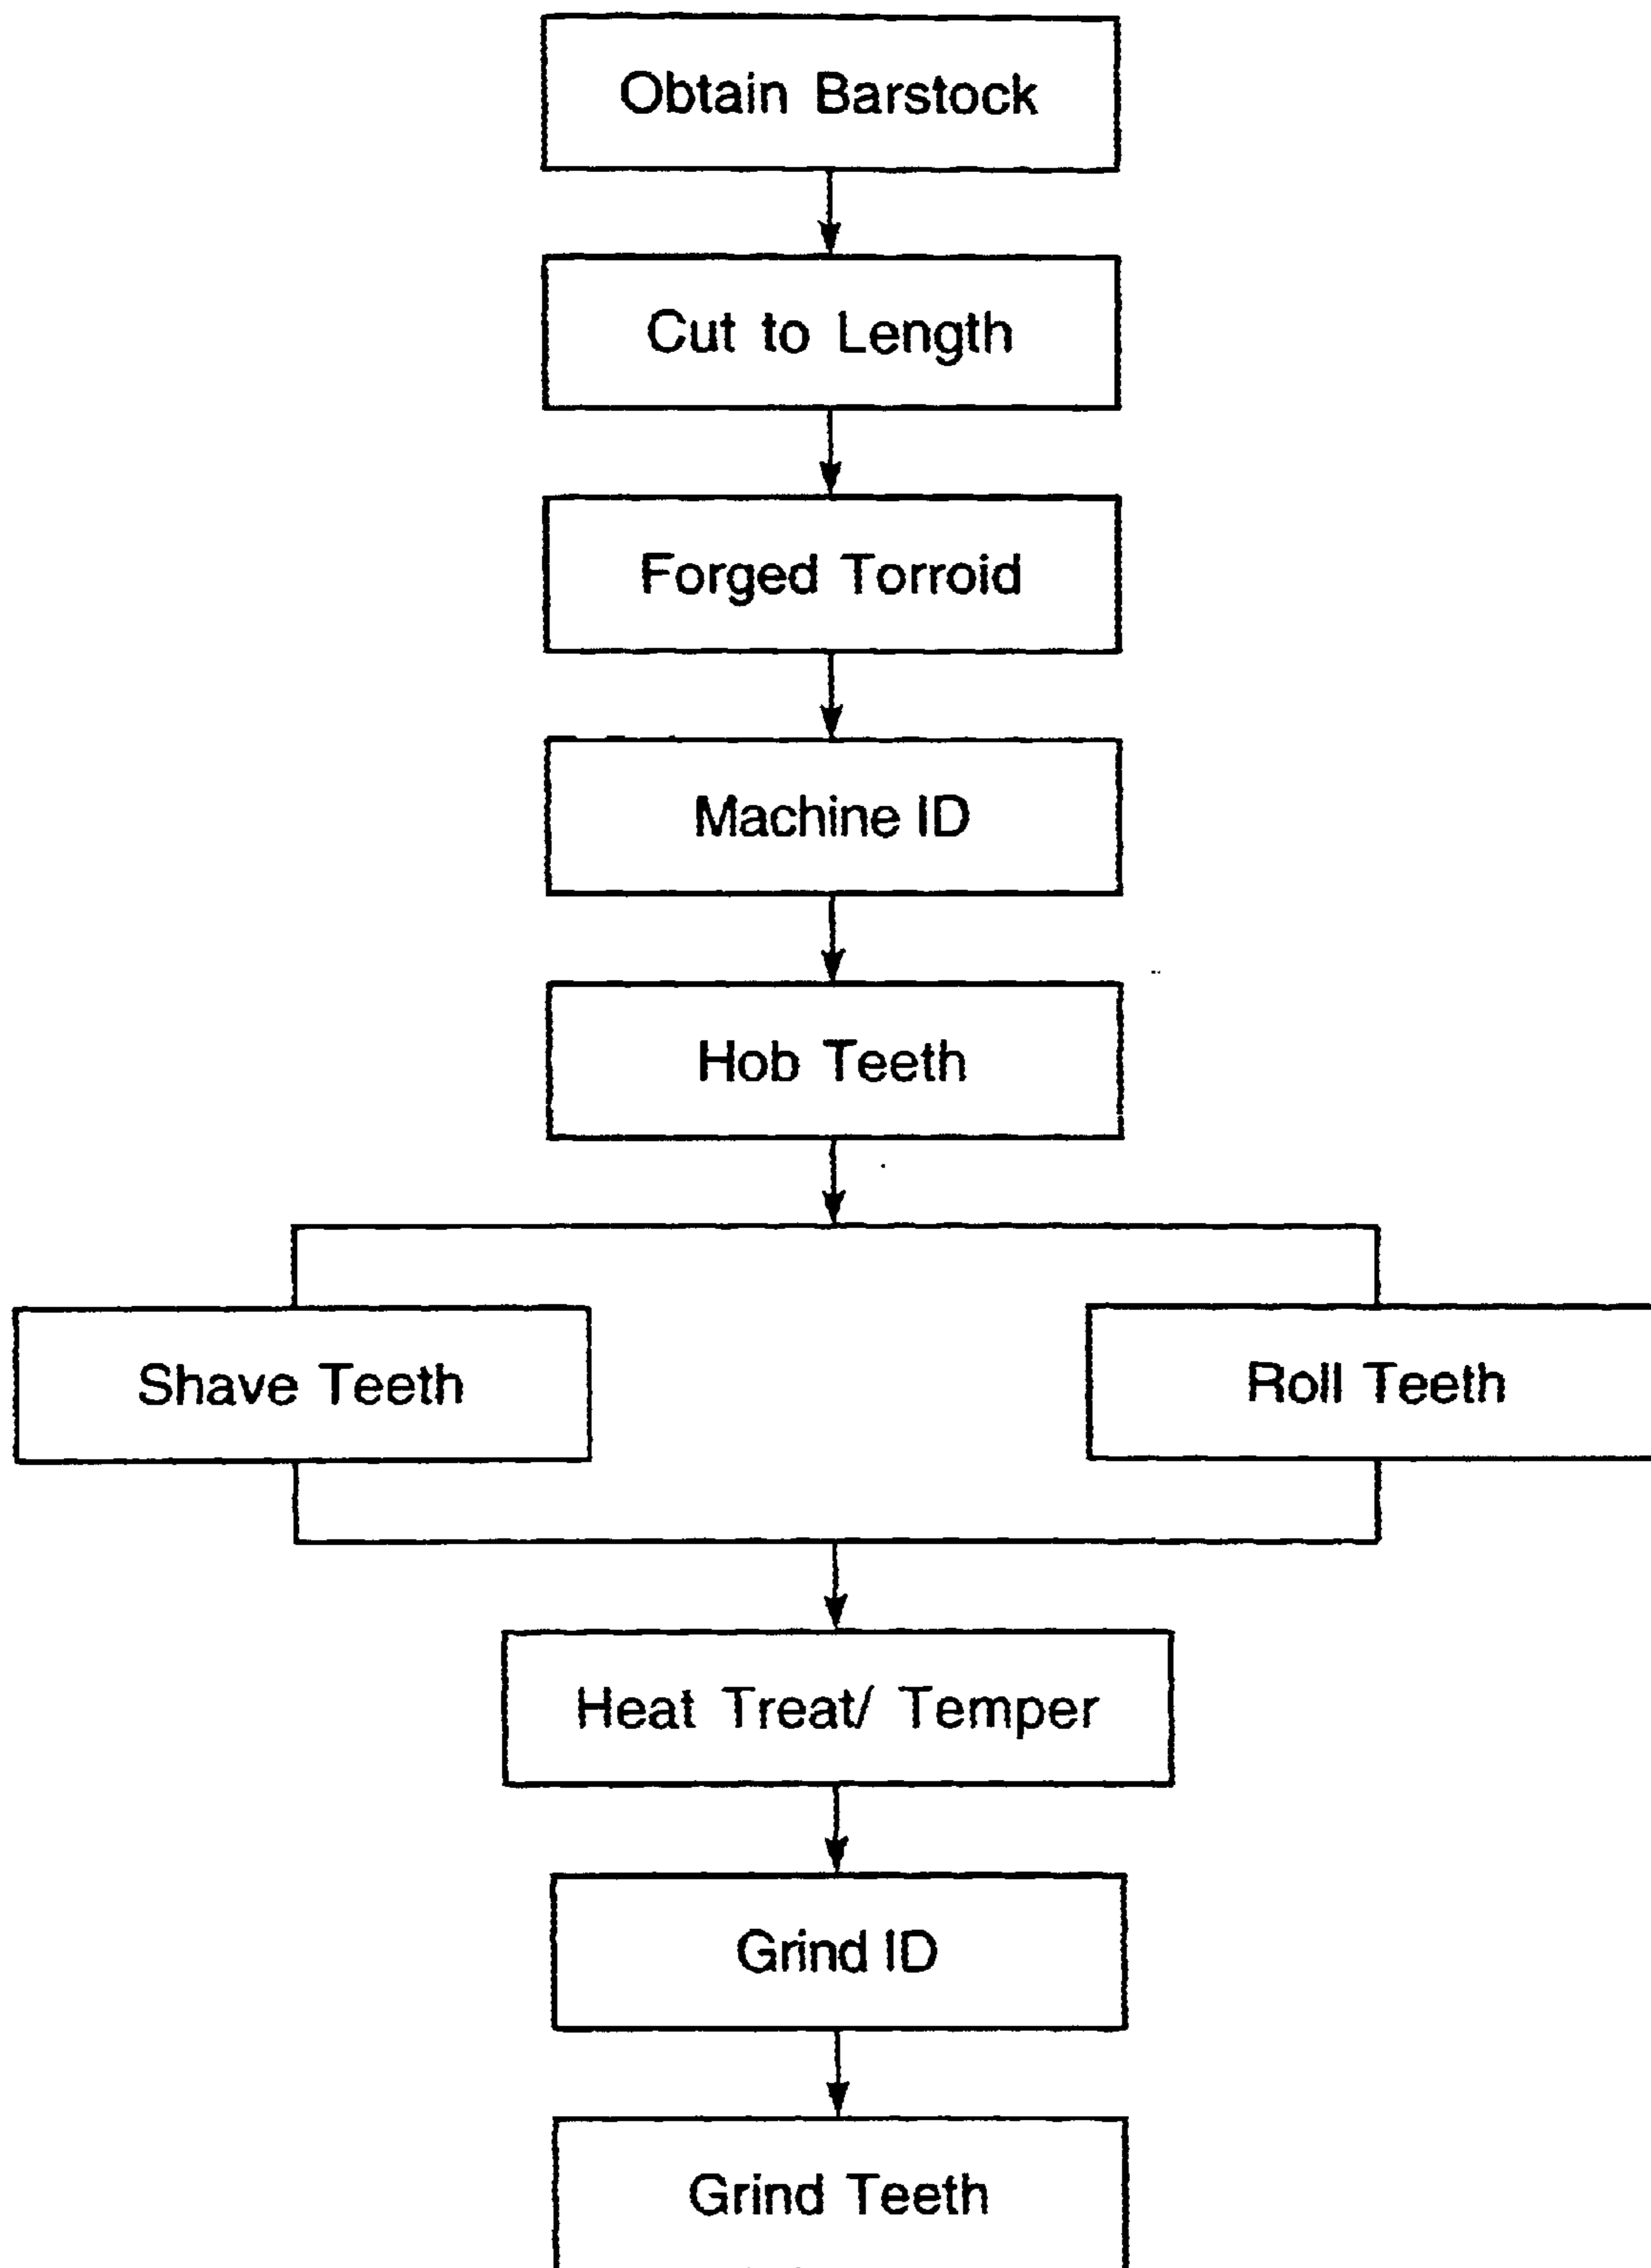 Obtain Barstock
Cut to Length
Forged Torroid
Machine ID
Hob Teeth
Shave Teeth
Roll Teeth
Heat Treat/ Temper
Grind ID
Grind Teeth